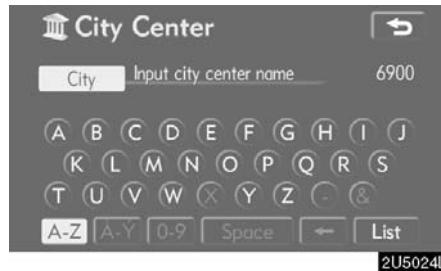 City Center
City Input city center name 6900
A B C D E F G H I J
K L M N O P Q R S
T U V W X Y Z - &
A-Z À-Ý 0-9 Space ← List
2U5024